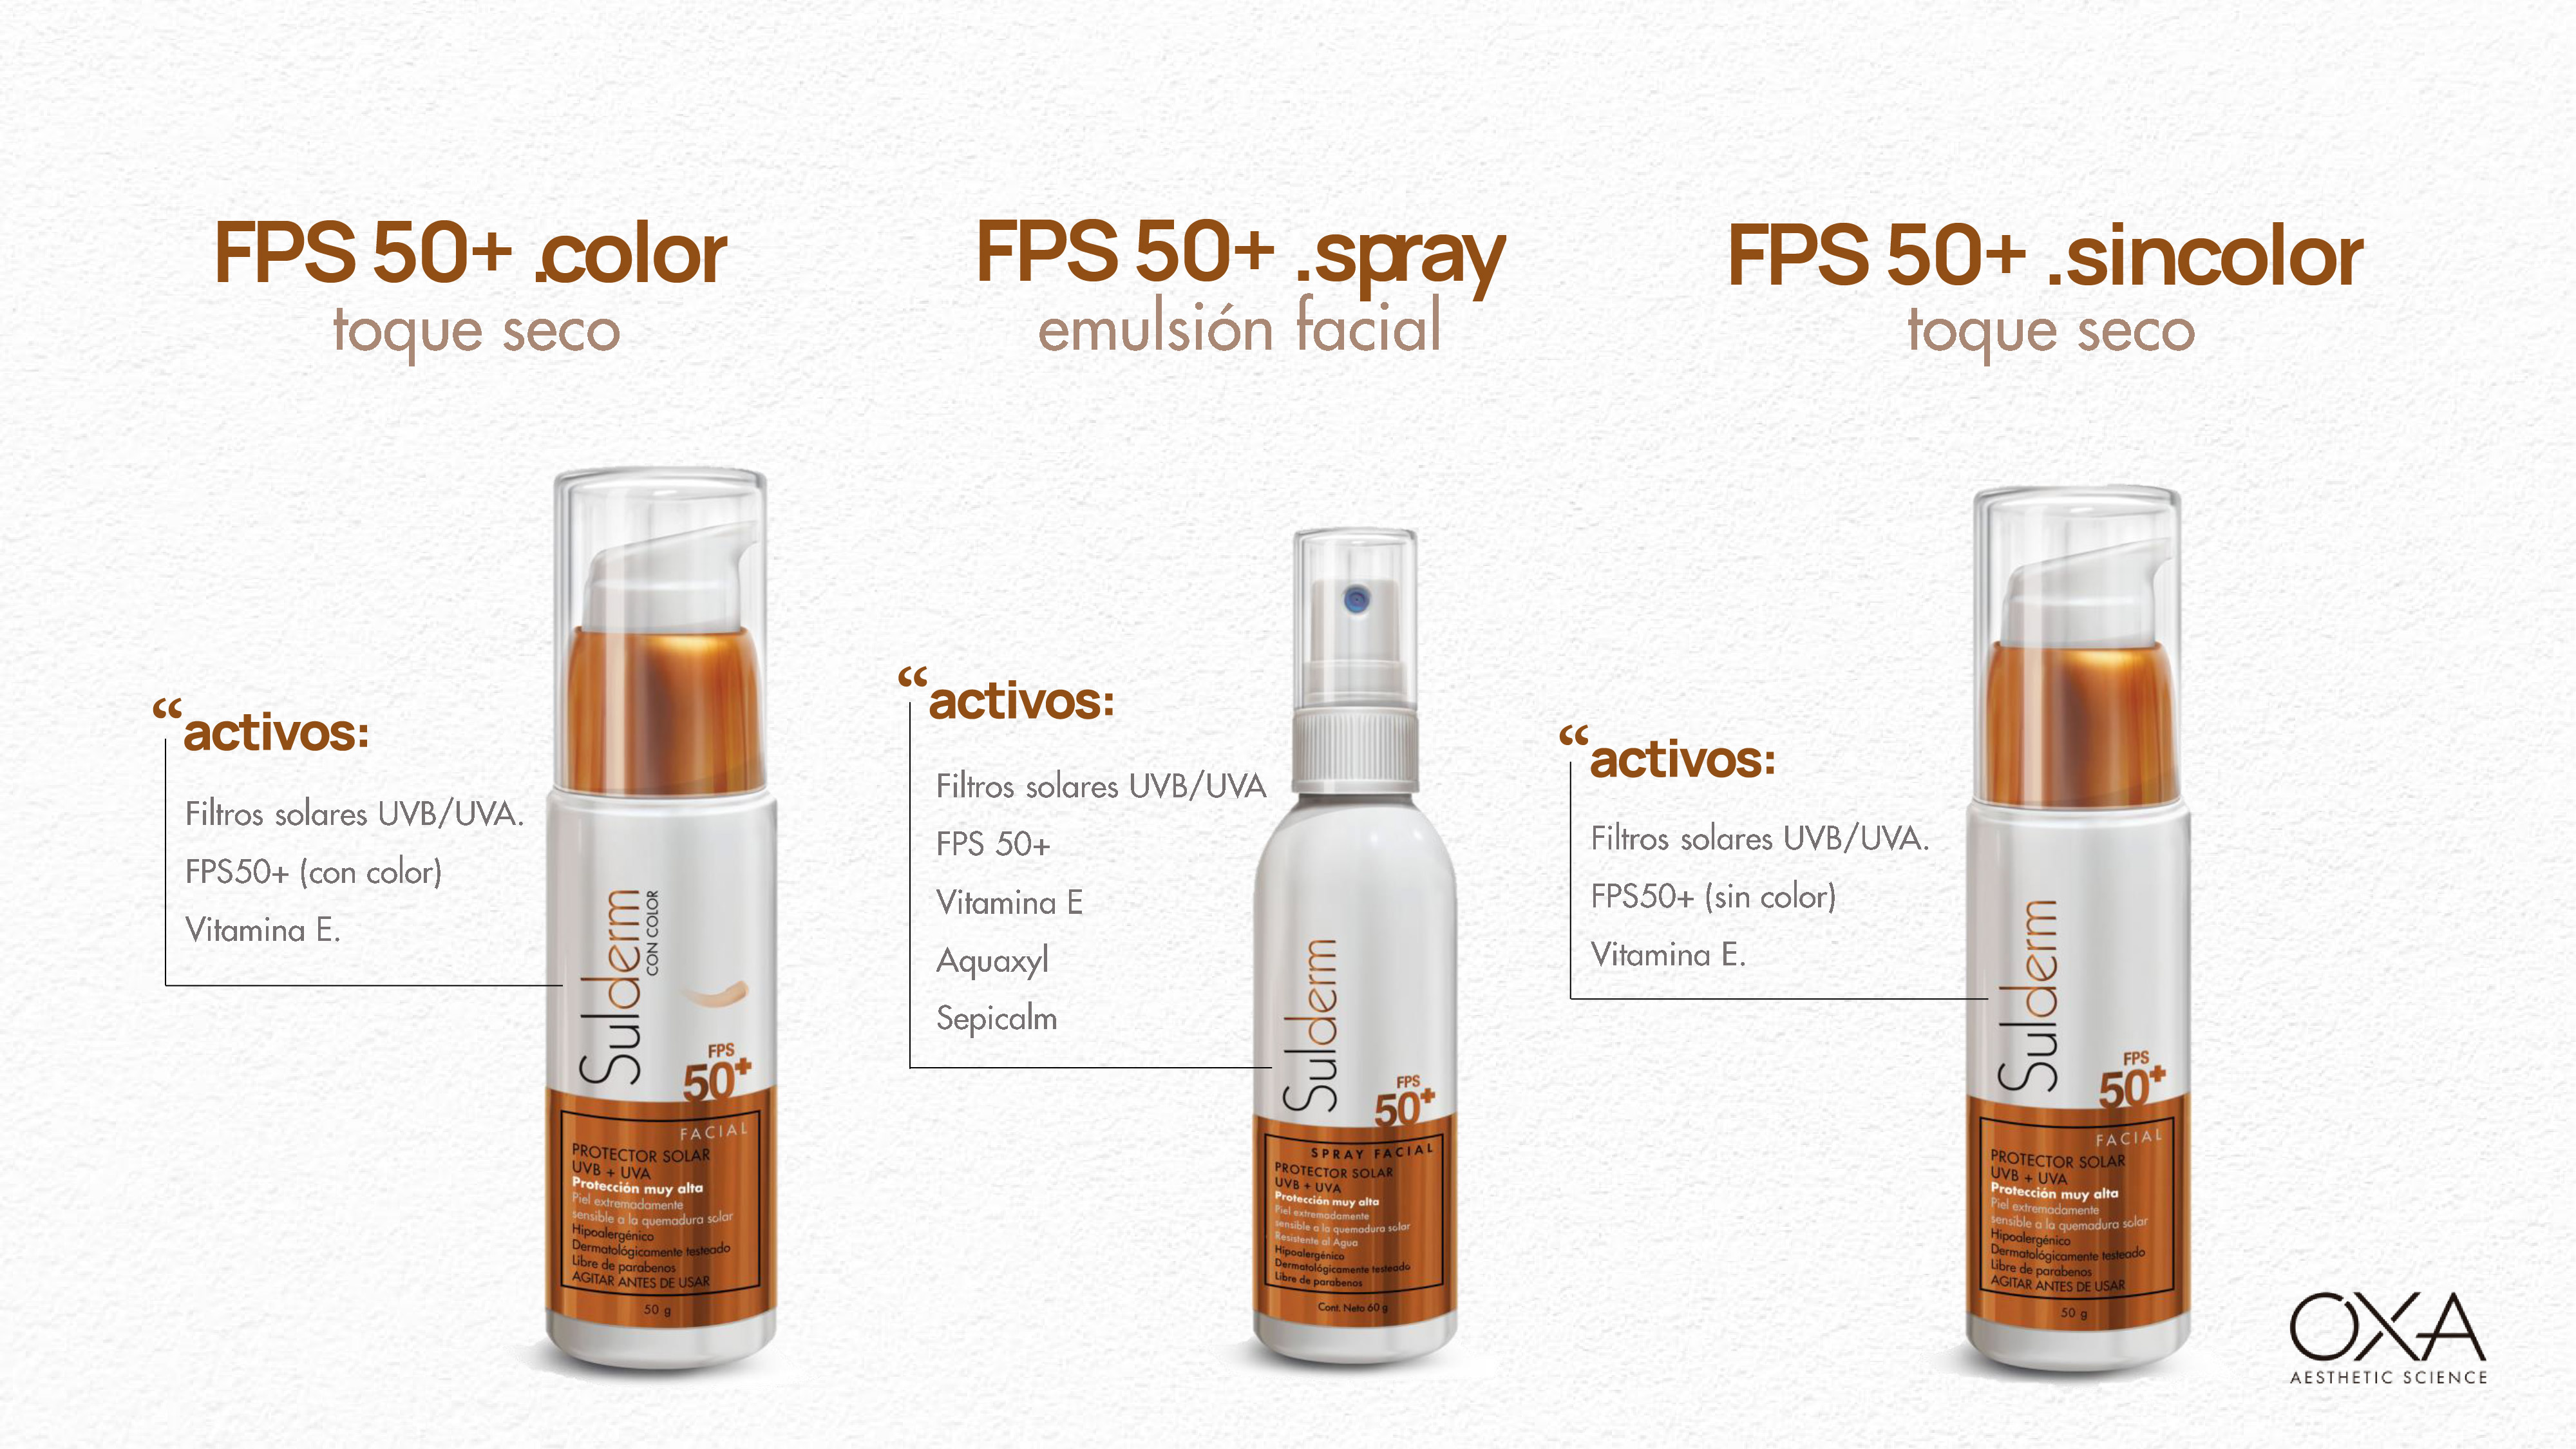 FPS 50+ .color
toque seco
“activos:
Filtros solares UVB/UVA.
FPS50+ (con color)
Vitamina E.
Sulderm
CON COLOR
FPS
50+
FACIAL
PROTECTOR SOLAR
UVB + UVA
Protección muy alta
Piel extremadamente
sensible a la quemadura solar
Hipoalergénico
Dermatológicamente testeado
Libre de parabenos
AGITAR ANTES DE USAR
50 g
FPS 50+ .spray
emulsión facial
“activos:
Filtros solares UVB/UVA
FPS 50+
Vitamina E
Aquaxyl
Sepicalm
Sulderm
FPS
50+
SPRAY FACIAL
PROTECTOR SOLAR
UVB + UVA
Protección muy alta
Piel extremadamente
sensible a la quemadura solar
Resistente al Agua
Hipoalergénico
Dermatológicamente testeado
Libre de parabenos
Cont. Neto 60 g
FPS 50+ .sincolor
toque seco
“activos:
Filtros solares UVB/UVA.
FPS50+ (sin color)
Vitamina E.
Sulderm
FPS
50+
FACIAL
PROTECTOR SOLAR
UVB + UVA
Protección muy alta
Piel extremadamente
sensible a la quemadura solar
Hipoalergénico
Dermatológicamente testeado
Libre de parabenos
AGITAR ANTES DE USAR
50 g
OXA
AESTHETIC SCIENCE